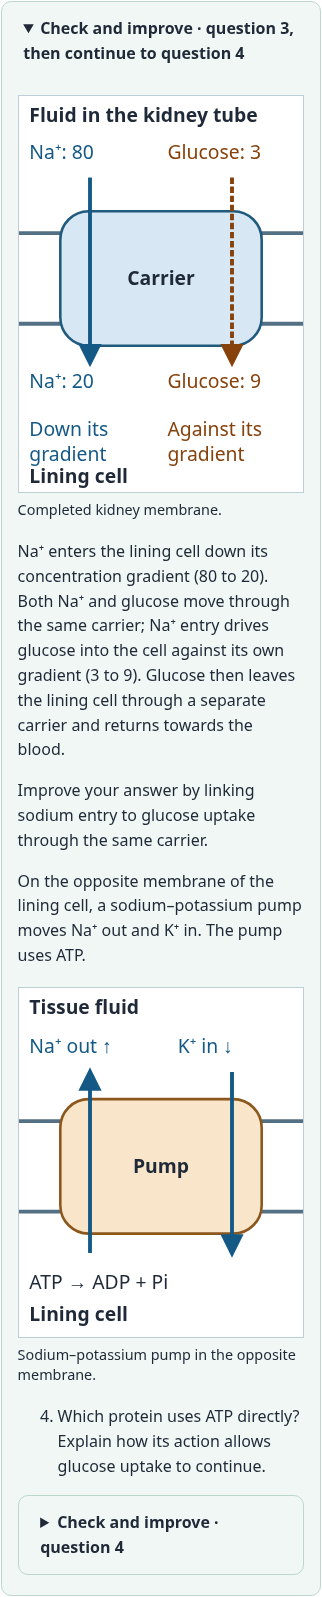 ▼ Check and improve · question 3,
then continue to question 4
Fluid in the kidney tube
Na⁺: 80 Glucose: 3
Carrier
Na⁺: 20 Glucose: 9
Down its Against its
gradient gradient
Lining cell
Completed kidney membrane.
Na⁺ enters the lining cell down its
concentration gradient (80 to 20).
Both Na⁺ and glucose move through
the same carrier; Na⁺ entry drives
glucose into the cell against its own
gradient (3 to 9). Glucose then leaves
the lining cell through a separate
carrier and returns towards the
blood.
Improve your answer by linking
sodium entry to glucose uptake
through the same carrier.
On the opposite membrane of the
lining cell, a sodium–potassium pump
moves Na⁺ out and K⁺ in. The pump
uses ATP.
Tissue fluid
Na⁺ out ↑ K⁺ in ↓
Pump
ATP → ADP + Pi
Lining cell
Sodium–potassium pump in the opposite
membrane.
4. Which protein uses ATP directly?
Explain how its action allows
glucose uptake to continue.
▶ Check and improve ·
question 4